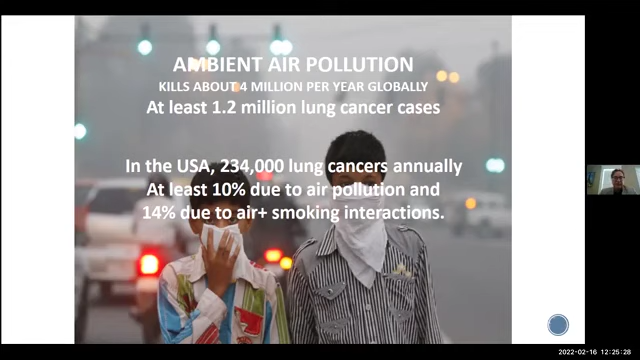 AMBIENT AIR POLLUTION
KILLS ABOUT 4 MILLION PER YEAR GLOBALLY
At least 1.2 million lung cancer cases
In the USA, 234,000 lung cancers annually
At least 10% due to air pollution and
14% due to air+ smoking interactions.
2022-02-16 12:25:28